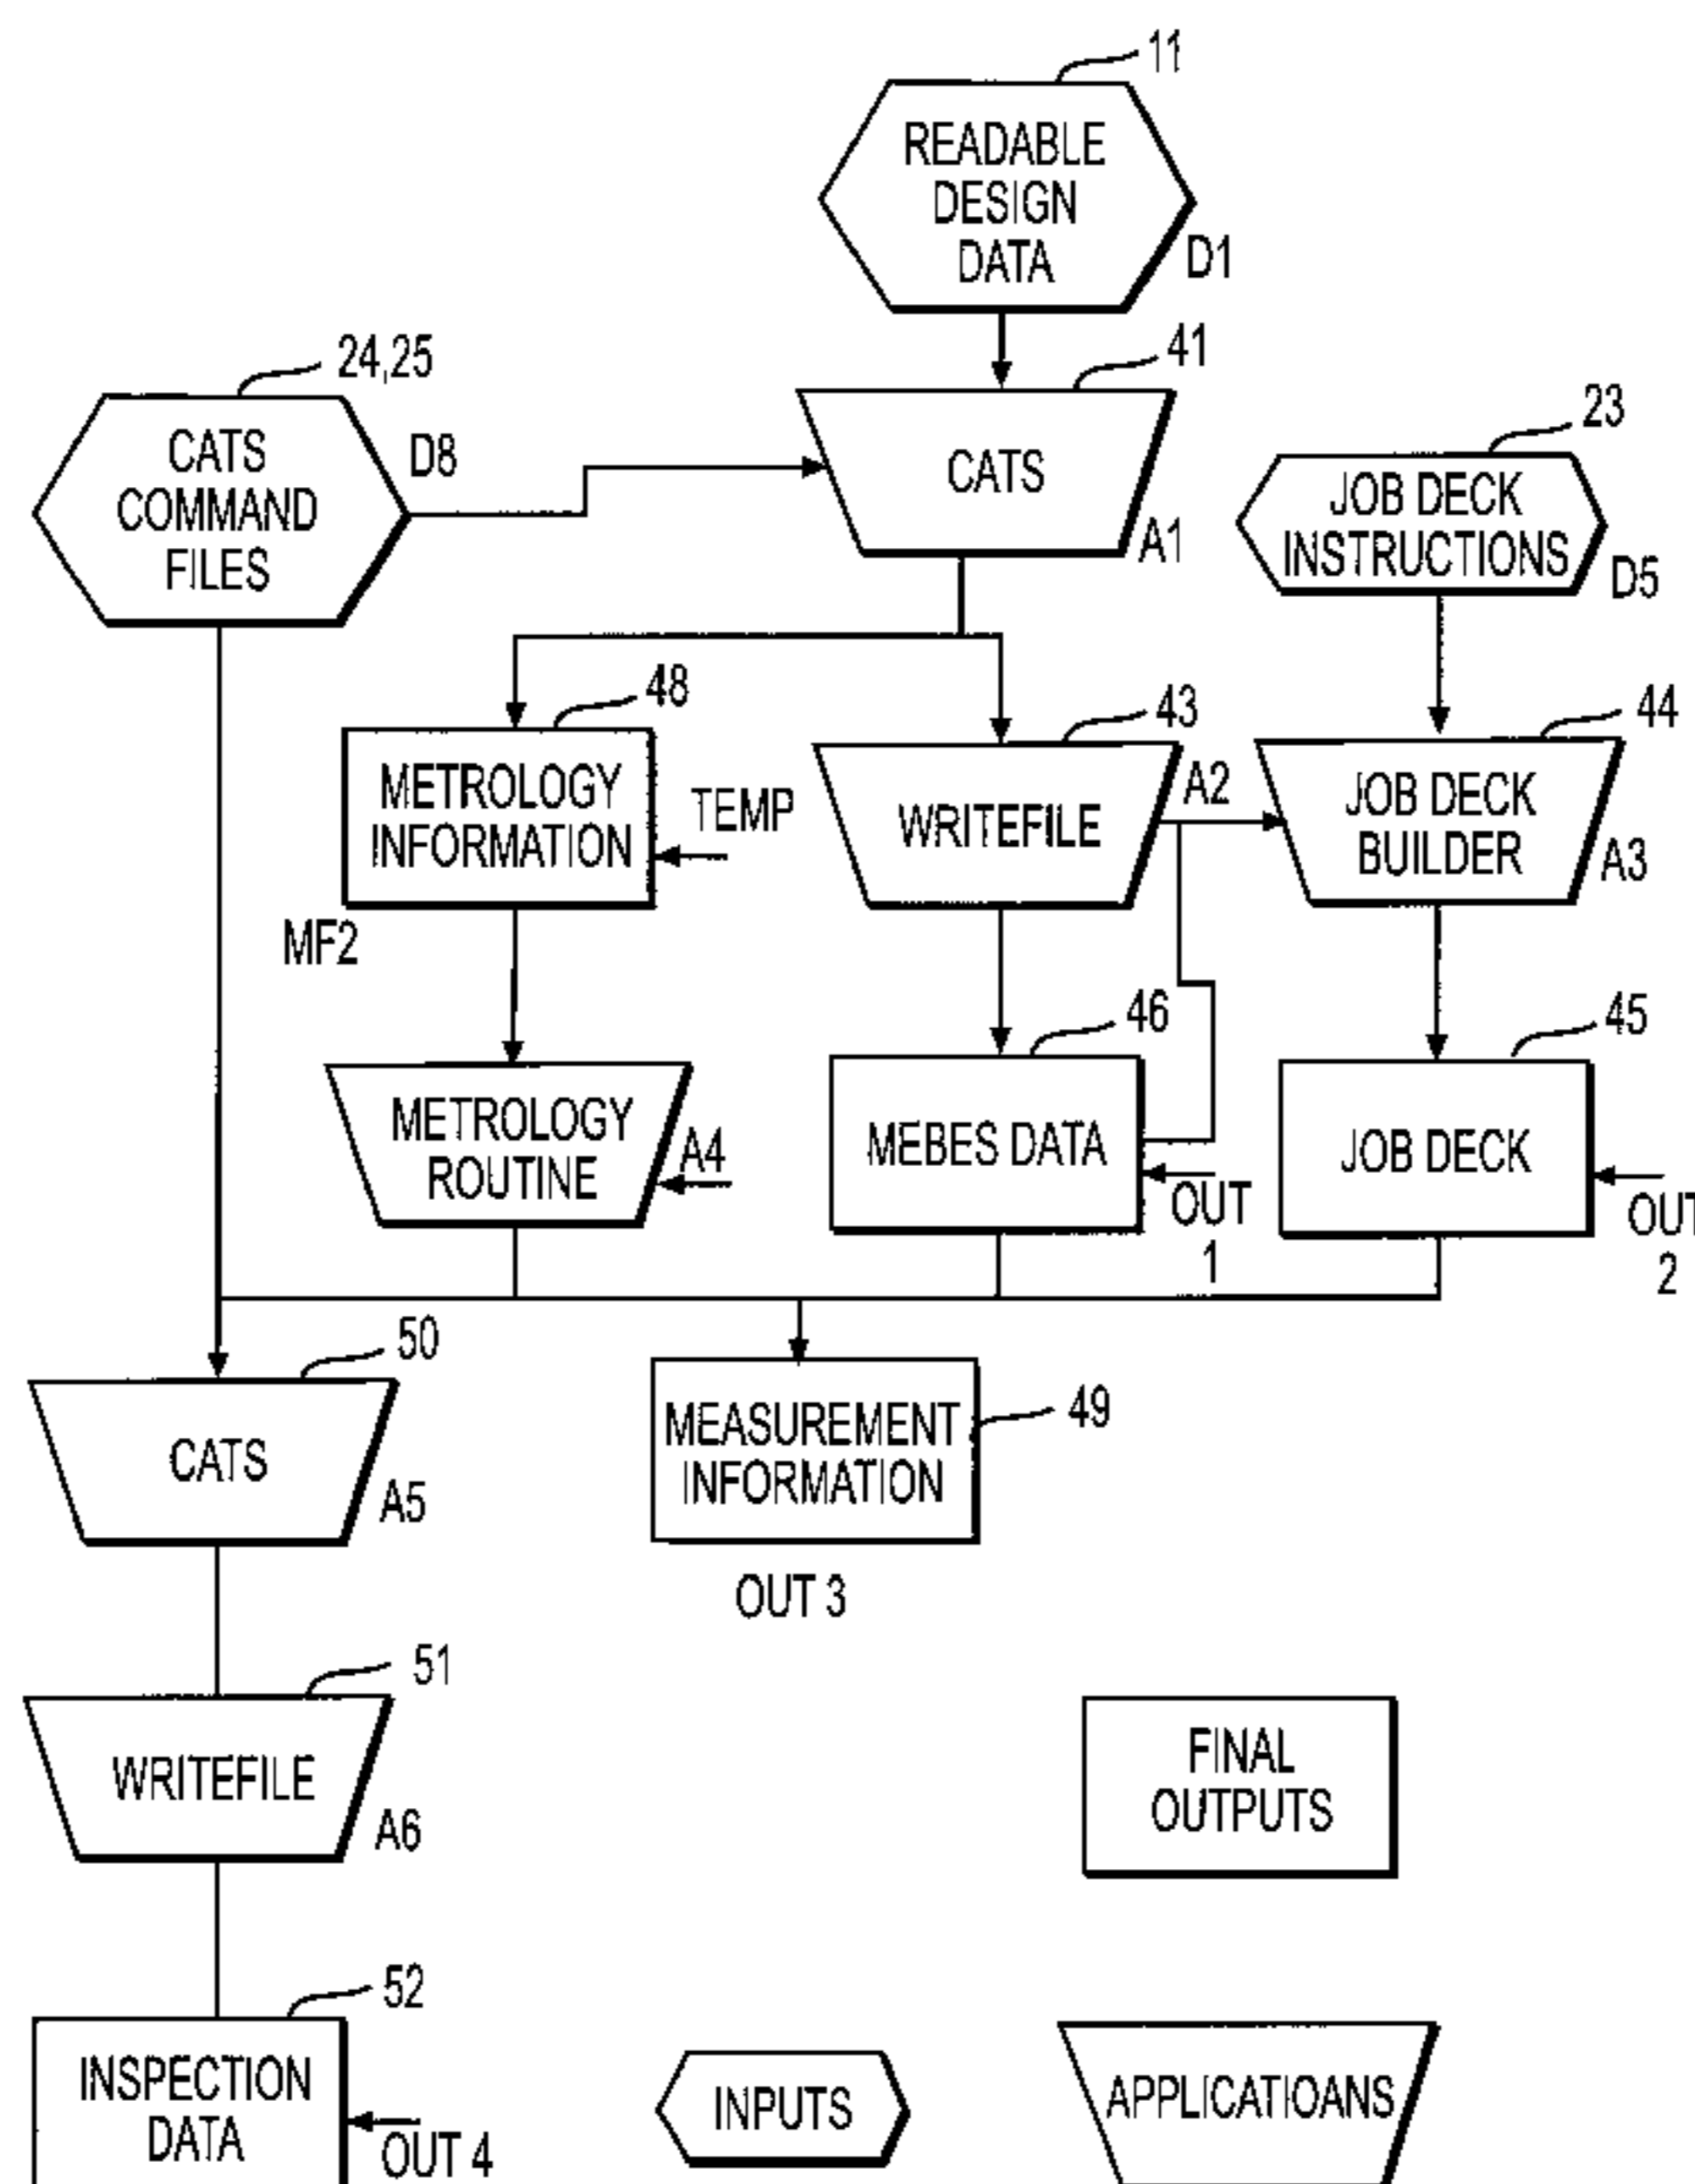 11
READABLE
DESIGN
DATA
D1
24,25
CATS
COMMAND
FILES
D8
41
CATS
A1
23
JOB DECK
INSTRUCTIONS
D5
48
METROLOGY
INFORMATION
TEMP
MF2
43
WRITEFILE
A2
44
JOB DECK
BUILDER
A3
METROLOGY
ROUTINE
A4
46
MEBES DATA
OUT
1
45
JOB DECK
OUT
2
50
CATS
A5
MEASUREMENT
INFORMATION
49
OUT 3
51
WRITEFILE
A6
FINAL
OUTPUTS
52
INSPECTION
DATA
OUT 4
INPUTS
APPLICATIOANS